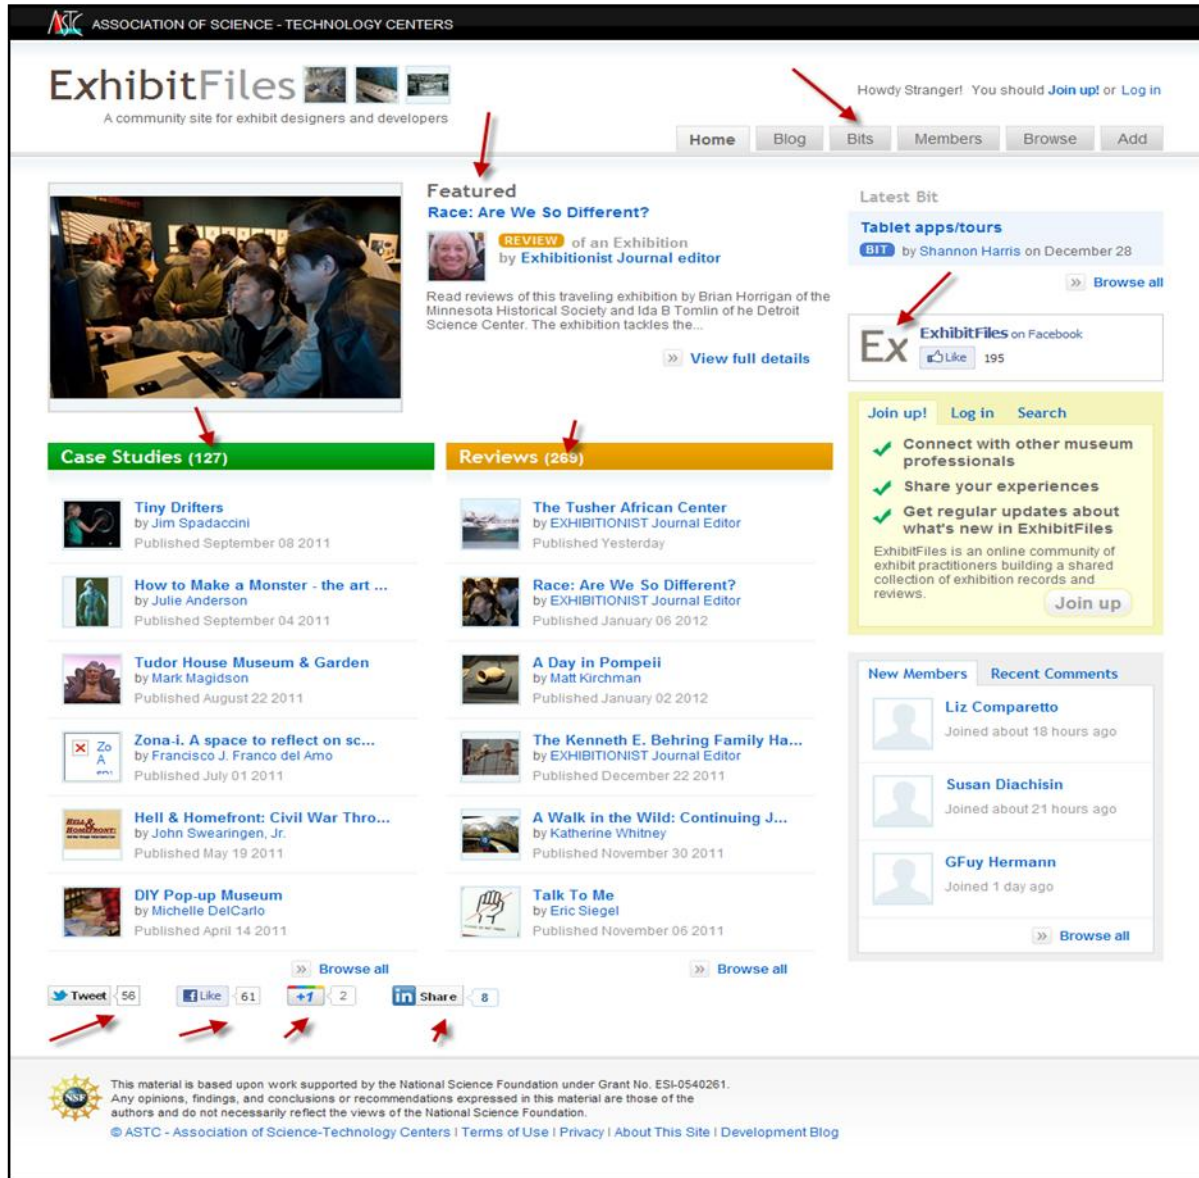 ASTC ASSOCIATION OF SCIENCE - TECHNOLOGY CENTERS
ExhibitFiles
A community site for exhibit designers and developers
Howdy Stranger! You should Join up! or Log in
Home Blog Bits Members Browse Add
Featured
Race: Are We So Different?
REVIEW of an Exhibition
by Exhibitionist Journal editor
Read reviews of this traveling exhibition by Brian Horrigan of the
Minnesota Historical Society and Ida B Tomlin of he Detroit
Science Center. The exhibition tackles the...
» View full details
Latest Bit
Tablet apps/tours
BIT by Shannon Harris on December 28
» Browse all
Ex
ExhibitFiles on Facebook
Like 195
Join up! Log in Search
Connect with other museum
professionals
Share your experiences
Get regular updates about
what's new in ExhibitFiles
ExhibitFiles is an online community of
exhibit practitioners building a shared
collection of exhibition records and
reviews.
Join up
Case Studies (127)
Tiny Drifters
by Jim Spadaccini
Published September 08 2011
How to Make a Monster - the art ...
by Julie Anderson
Published September 04 2011
Tudor House Museum & Garden
by Mark Magidson
Published August 22 2011
Zo
A
Zona-i. A space to reflect on sc...
by Francisco J. Franco del Amo
Published July 01 2011
HELL &
HOMEFRONT:
Hell & Homefront: Civil War Thro...
by John Swearingen, Jr.
Published May 19 2011
DIY Pop-up Museum
by Michelle DelCarlo
Published April 14 2011
» Browse all
Reviews (269)
The Tusher African Center
by EXHIBITIONIST Journal Editor
Published Yesterday
Race: Are We So Different?
by EXHIBITIONIST Journal Editor
Published January 06 2012
A Day in Pompeii
by Matt Kirchman
Published January 02 2012
The Kenneth E. Behring Family Ha...
by EXHIBITIONIST Journal Editor
Published December 22 2011
A Walk in the Wild: Continuing J...
by Katherine Whitney
Published November 30 2011
Talk To Me
by Eric Siegel
Published November 06 2011
» Browse all
New Members Recent Comments
Liz Comparetto
Joined about 18 hours ago
Susan Diachisin
Joined about 21 hours ago
GFuy Hermann
Joined 1 day ago
» Browse all
Tweet 56 Like 61 +1 2 in Share 8
NSF
This material is based upon work supported by the National Science Foundation under Grant No. ESI-0540261.
Any opinions, findings, and conclusions or recommendations expressed in this material are those of the
authors and do not necessarily reflect the views of the National Science Foundation.
© ASTC - Association of Science-Technology Centers | Terms of Use | Privacy | About This Site | Development Blog